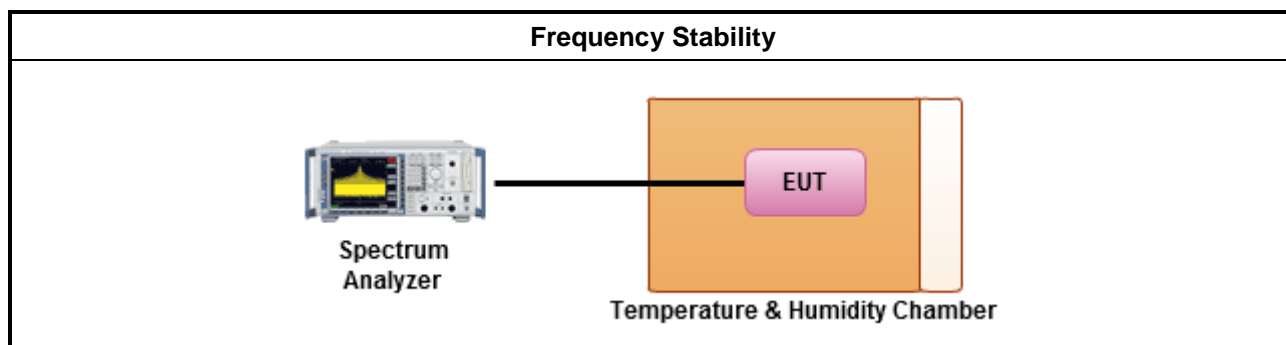 Frequency Stability
EUT
Spectrum
Analyzer
Temperature & Humidity Chamber